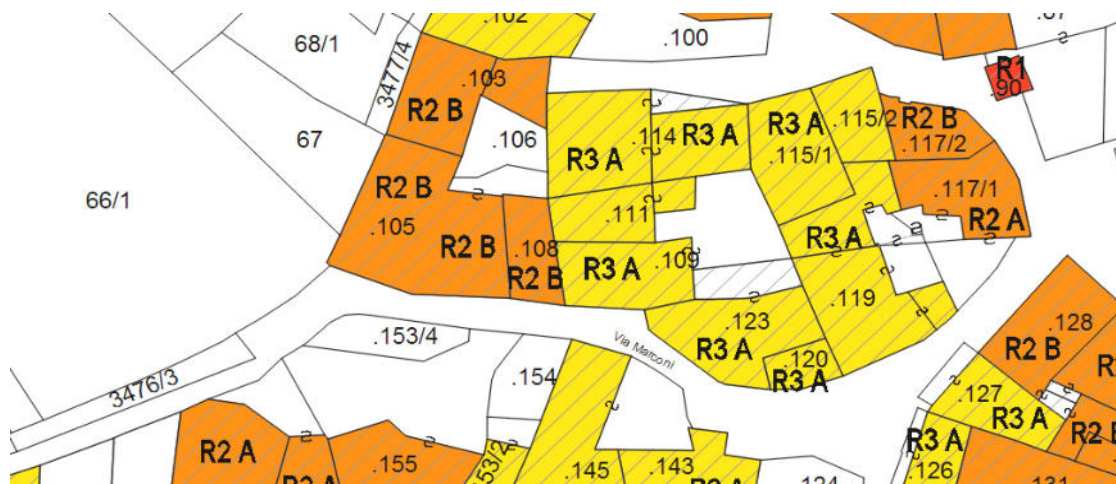 .102
68/1
.100
3477/4
.103
R1
.90
R2 B
R2 B
67
.106
.114
R3 A
R3 A
.115/2
.117/2
R3 A
.115/1
R2 B
66/1
.105
.111
.117/1
R2 A
R2 B
.108
R2 B
R3 A
.109
R3 A
.119
.123
R3 A
.120
R3 A
Via Marconi
.128
R2 B
.153/4
3476/3
.154
.127
R3 A
R2 A
.155
R3 A
.126
R2 A
.145
.143